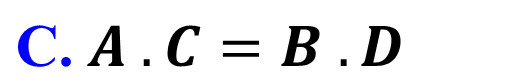 C. A . C = B . D